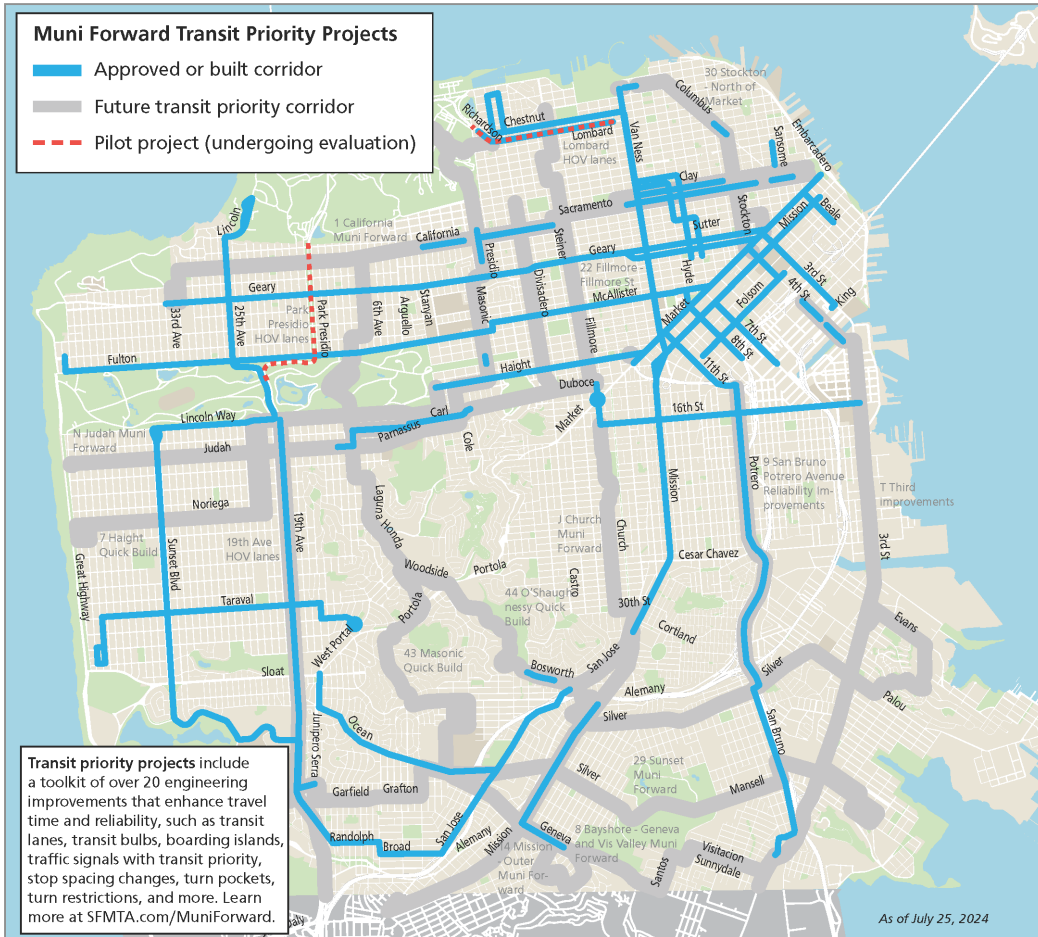 Muni Forward Transit Priority Projects
Approved or built corridor
Future transit priority corridor
Pilot project (undergoing evaluation)
30 Stockton
- North of
Market
Columbus
Richardson
Chestnut
Lombard
Lombard
HOV lanes
Van Ness
Sansome
Embarcadero
Clay
Sacramento
Stockton
Mission
Beale
Lincoln
1 California
Muni Forward
California
Presidio
Steiner
Geary
Sutter
Hyde
3rd St
King
22 Fillmore -
Fillmore St
4th St
Geary
33rd Ave
25th Ave
Park
Presidio
HOV lanes
Park Presidio
6th Ave
Arguello
Stanyan
Masonic
Divisadero
McAllister
Fillmore
Market
Folsom
7th St
8th St
11th St
Fulton
Haight
Duboce
Market
16th St
Lincoln Way
Carl
Parnassus
Cole
N Judah Muni
Forward
Judah
Noriega
7 Haight
Quick Build
19th Ave
HOV lanes
19th Ave
Laguna Honda
Mission
Potrero
9 San Bruno
Potrero Avenue
Reliability Im-
provements
T Third
improvements
J Church
Muni
Forward
Church
Cesar Chavez
3rd St
Great Highway
Sunset Blvd
Woodside
Portola
Castro
Taraval
Portola
44 O'Shaugh
nessy Quick
Build
30th St
Cortland
Evans
West Portal
43 Masonic
Quick Build
Sloat
Bosworth
San Jose
Silver
Palou
Alemany
Silver
Junipero Serra
Ocean
San Bruno
Silver
29 Sunset
Muni
Forward
Mansell
Garfield
Grafton
Randolph
Broad
San Jose
Alemany
Mission
Geneva
8 Bayshore - Geneva
and Vis Valley Muni
Forward
14 Mission
Outer
Muni For-
ward
Santos
Visitacion
Sunnydale
Transit priority projects include
a toolkit of over 20 engineering
improvements that enhance travel
time and reliability, such as transit
lanes, transit bulbs, boarding islands,
traffic signals with transit priority,
stop spacing changes, turn pockets,
turn restrictions, and more. Learn
more at SFMTA.com/MuniForward.
As of July 25, 2024